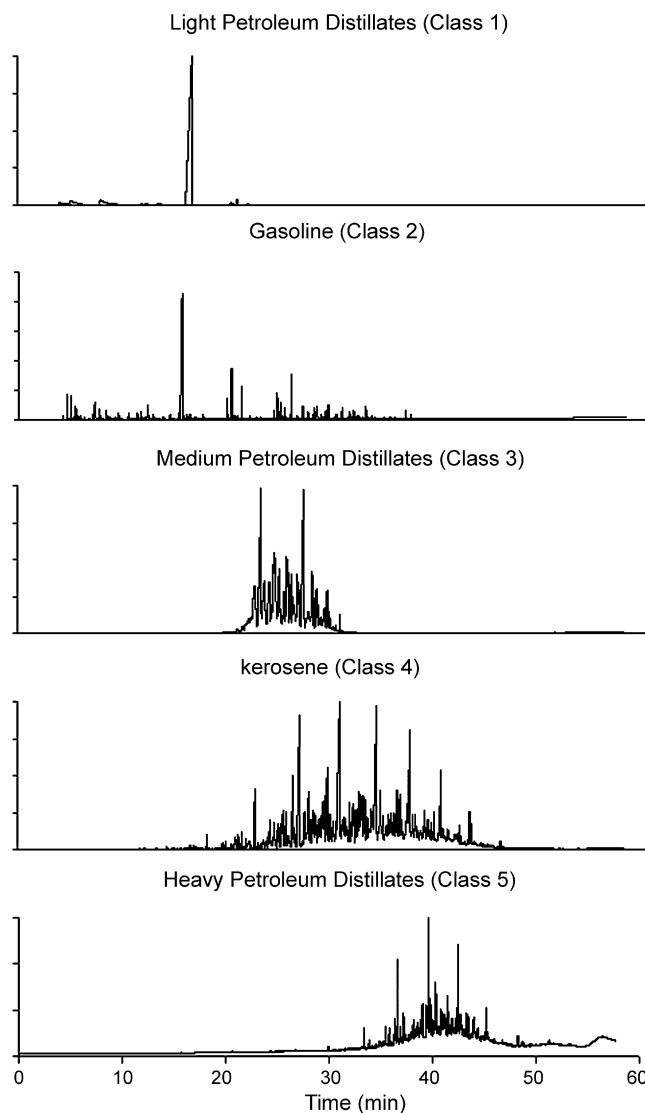 Light Petroleum Distillates (Class 1)
Gasoline (Class 2)
Medium Petroleum Distillates (Class 3)
kerosene (Class 4)
Heavy Petroleum Distillates (Class 5)
0 10 20 30 40 50 60
Time (min)